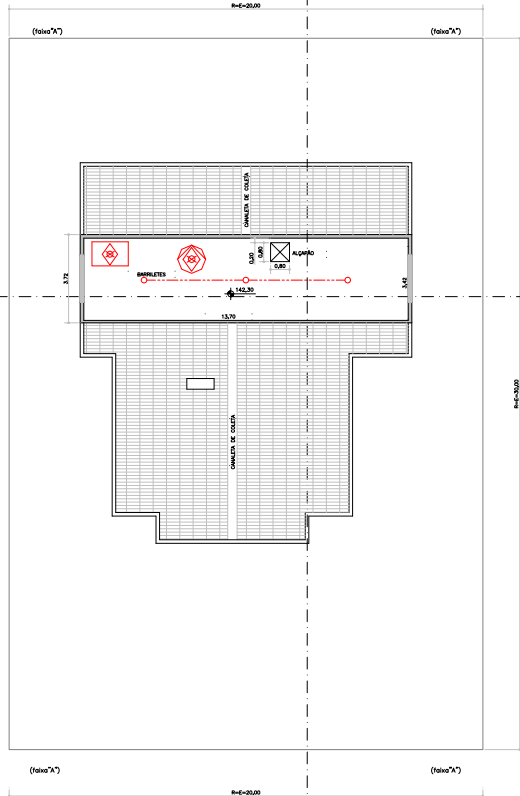 R=E=20,00
(faixa"A") (faixa"A")
CANALETA DE COLETA
ALÇAPÃO
0,20
0,80
0,80
BARRILETES
3,72
3,42
142,30
13,70
R=E=30,00
CANALETA DE COLETA
(faixa"A") (faixa"A")
R=E=20,00